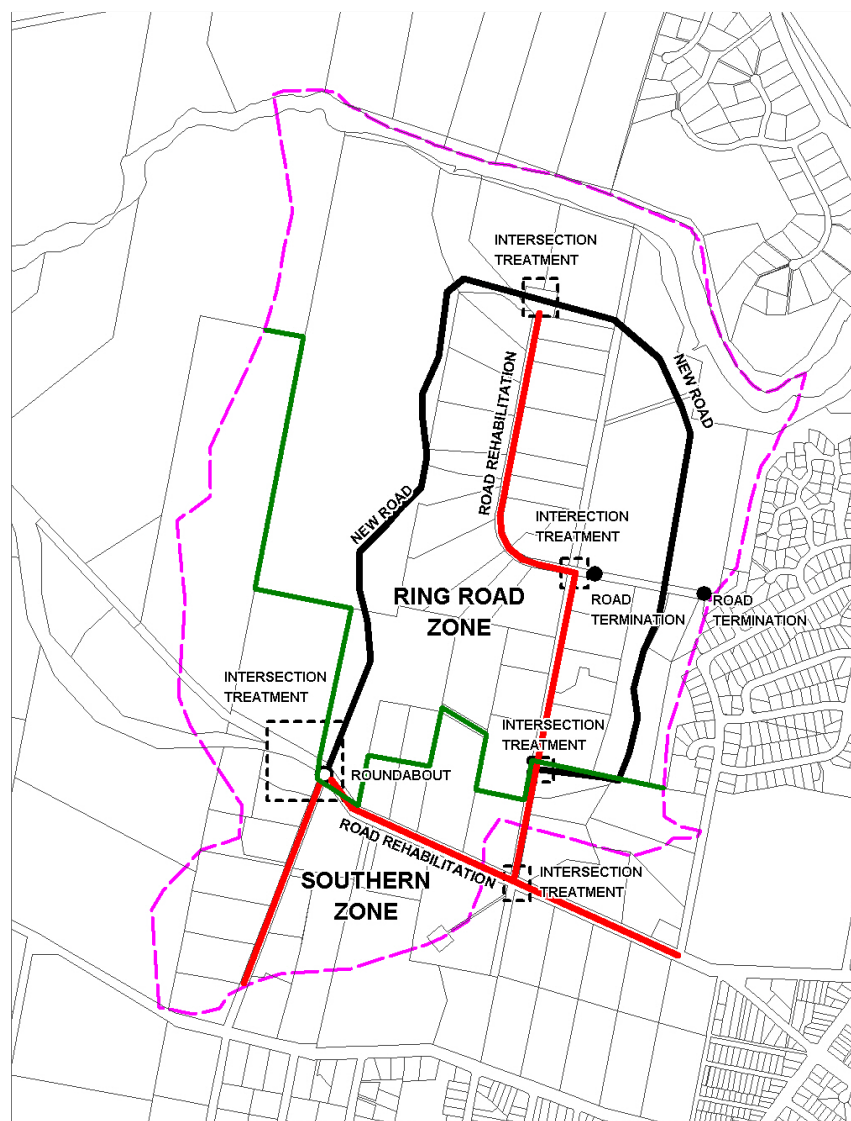 INTERSECTION
TREATMENT
NEW ROAD
ROAD REHABILITATION
NEW ROAD
INTERECTION
TREATMENT
RING ROAD
ZONE
ROAD
TERMINATION
ROAD
TERMINATION
INTERSECTION
TREATMENT
INTERSECTION
TREATMENT
ROUNDABOUT
ROAD REHABILITATION
SOUTHERN
ZONE
INTERSECTION
TREATMENT